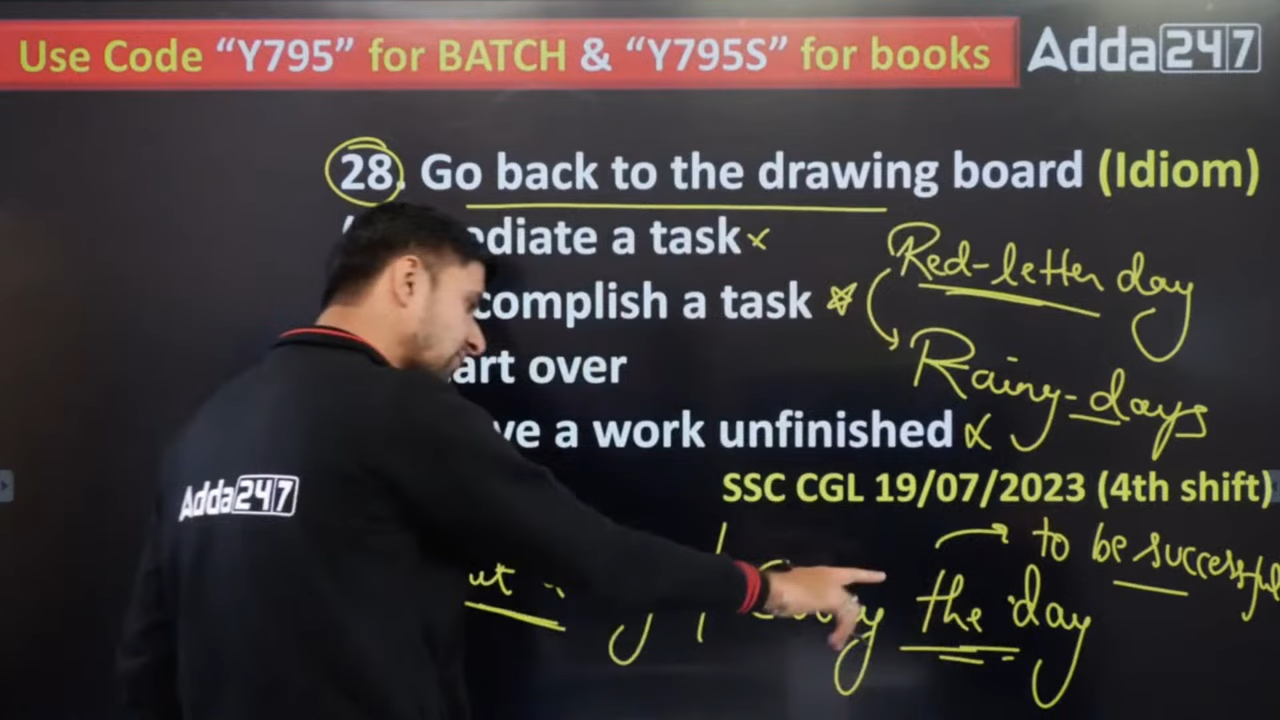 Use Code “Y795” for BATCH & “Y795S” for books
Adda247
28. Go back to the drawing board (Idiom)
ediate a task ×
Red-letter day
complish a task
Rainy-days
art over
ve a work unfinished ×
SSC CGL 19/07/2023 (4th shift)
to be successful
the day
Adda247